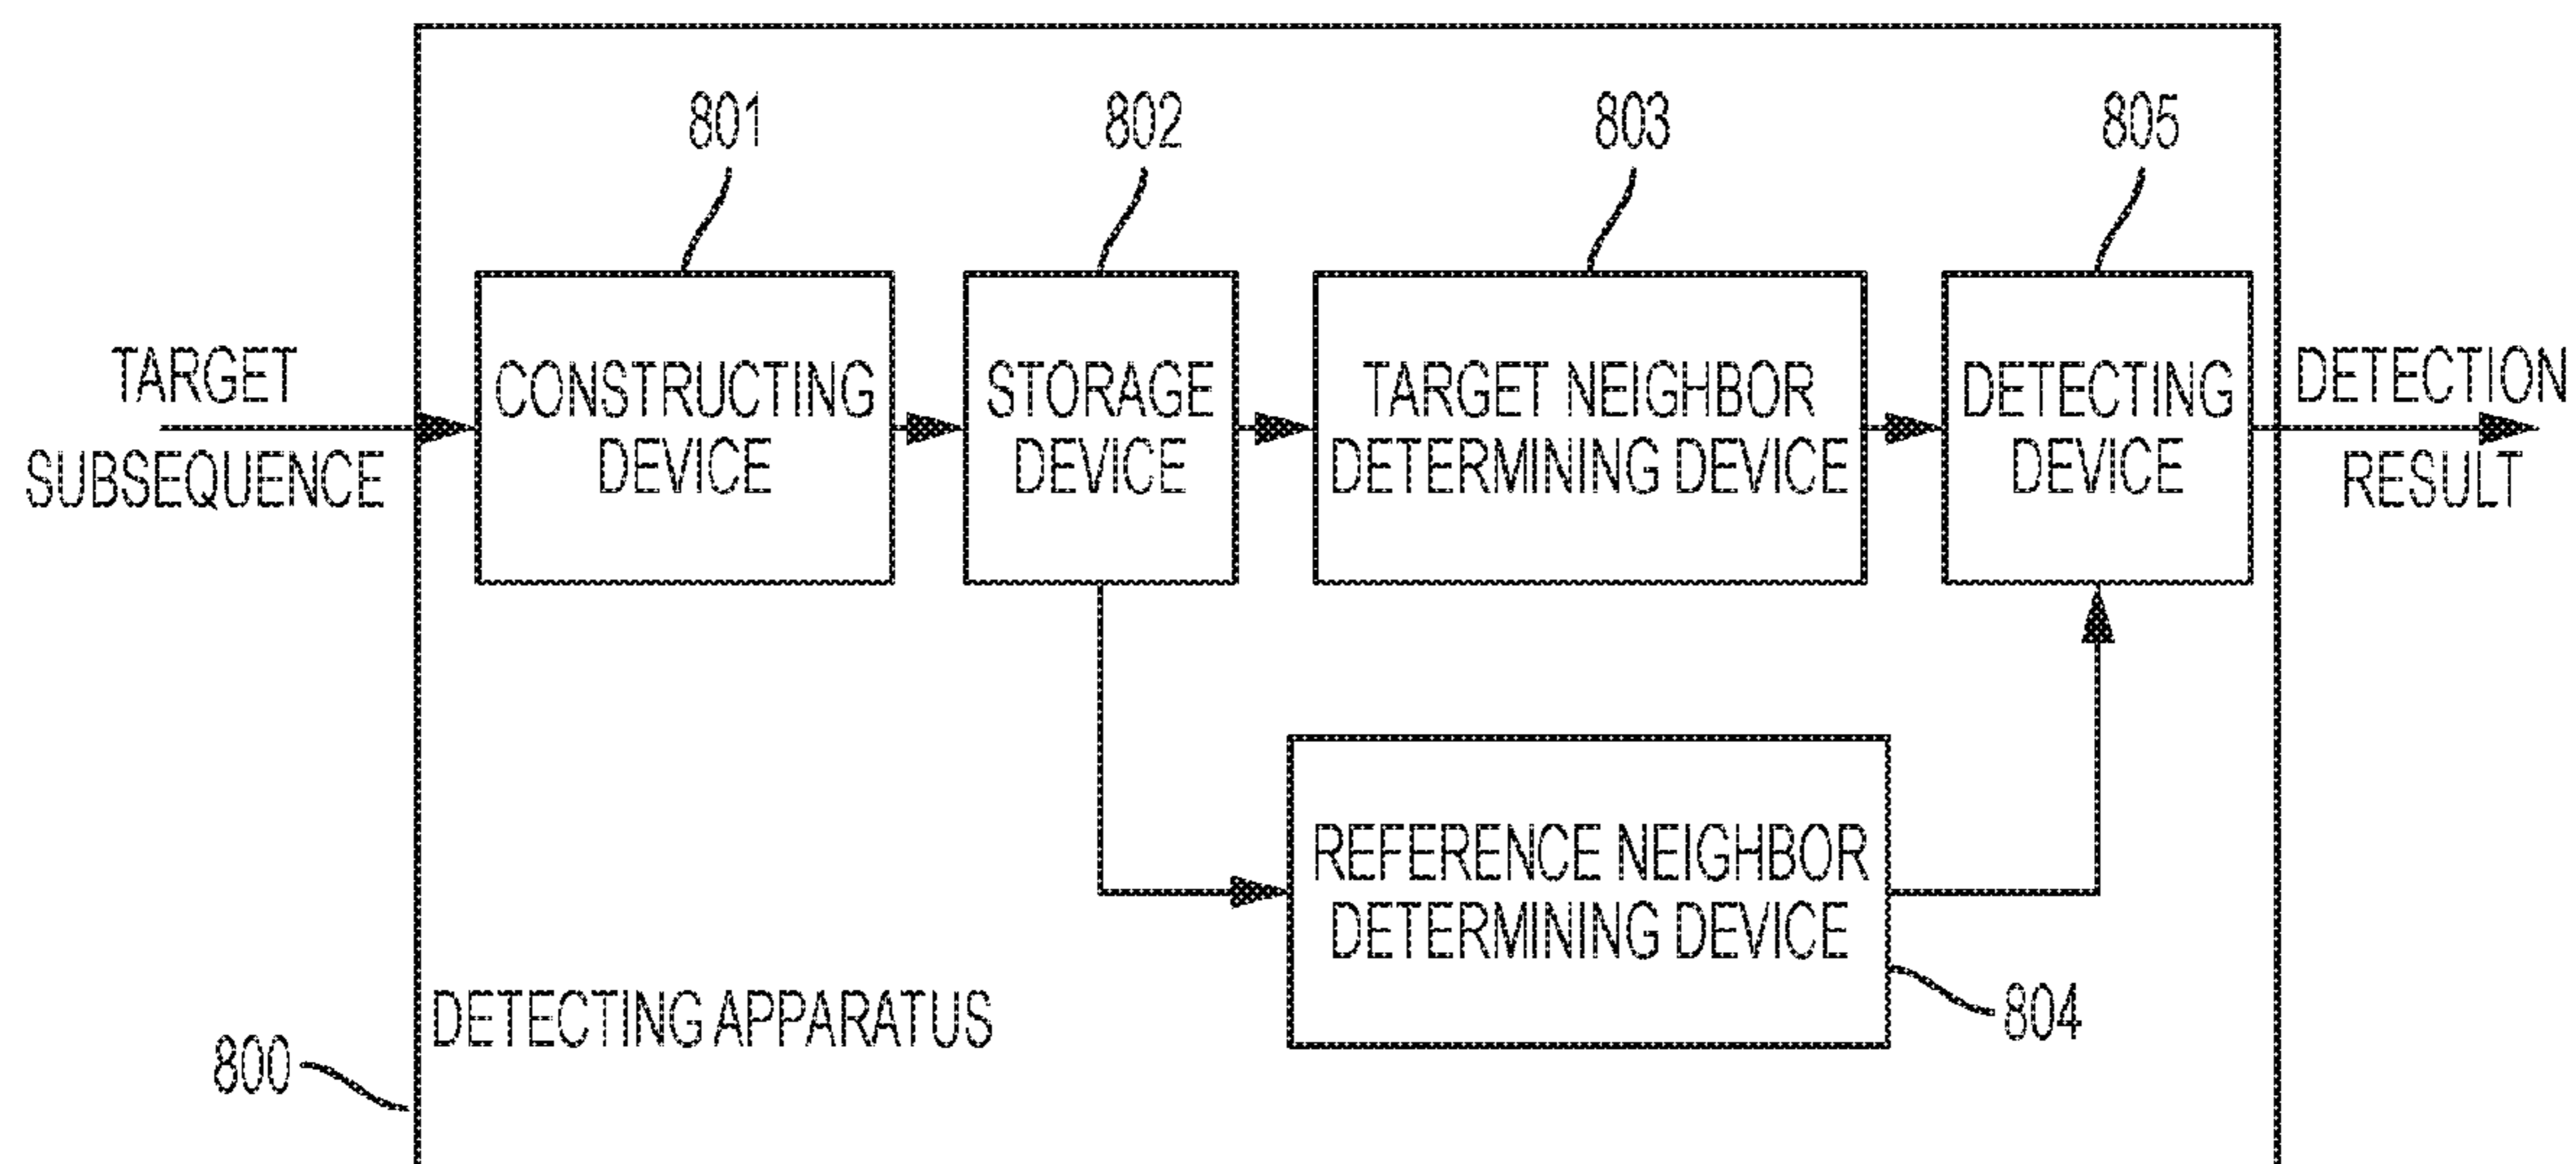 801
802
803
805
TARGET
SUBSEQUENCE
CONSTRUCTING
DEVICE
STORAGE
DEVICE
TARGET NEIGHBOR
DETERMINING DEVICE
DETECTING
DEVICE
DETECTION
RESULT
REFERENCE NEIGHBOR
DETERMINING DEVICE
804
DETECTING APPARATUS
800